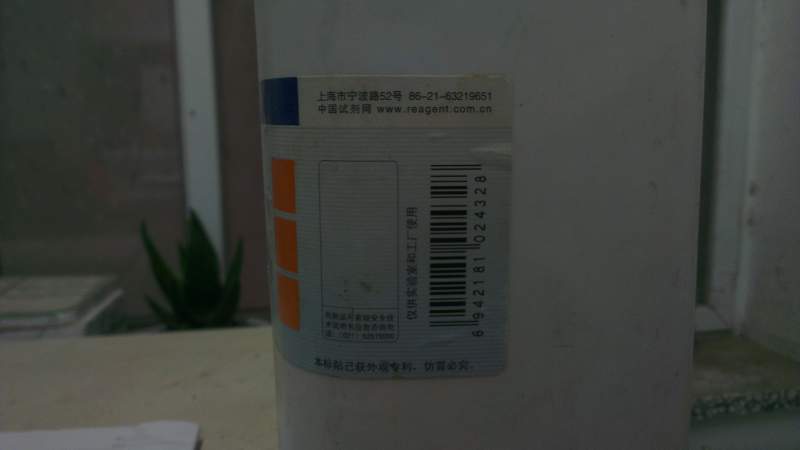 上海市宁波路52号 86-21-63219651
中国试剂网 www.reagent.com.cn
仅供实验室和工厂使用
6 942181 024328
本标贴已获外观专利，仿冒必究。